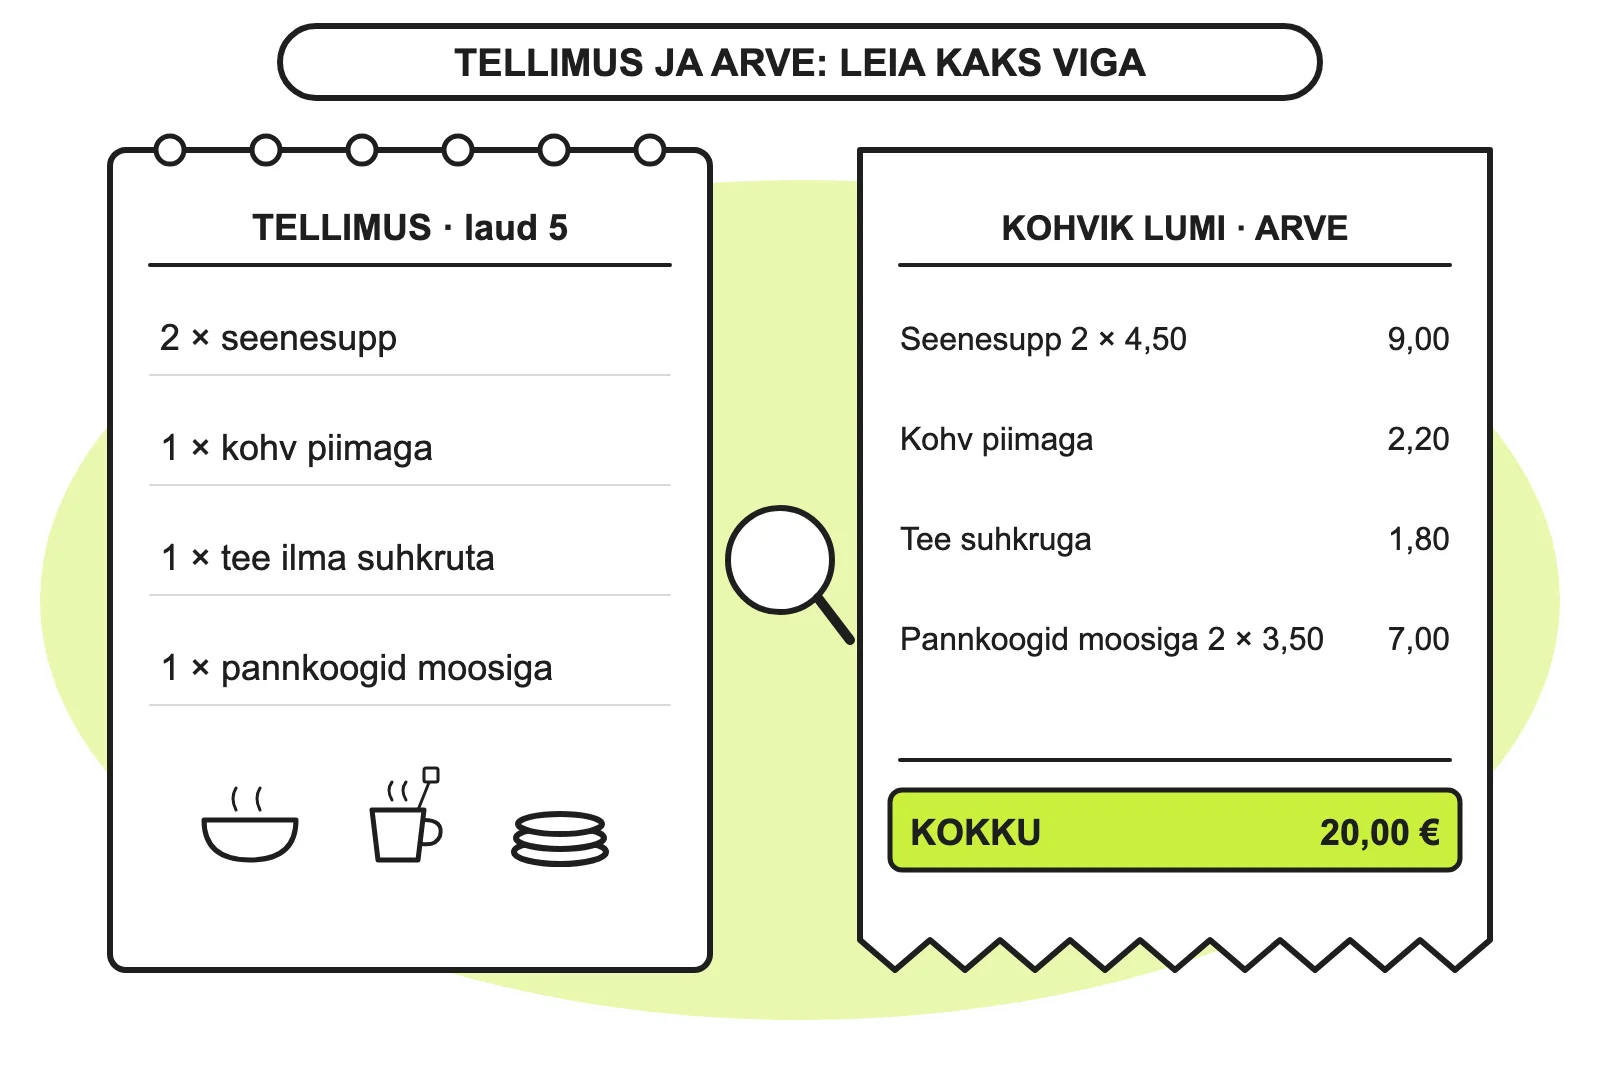 TELLIMUS JA ARVE: LEIA KAKS VIGA
TELLIMUS · laud 5
2 × seenesupp
1 × kohv piimaga
1 × tee ilma suhkruta
1 × pannkoogid moosiga
KOHVIK LUMI · ARVE
Seenesupp 2 × 4,50 9,00
Kohv piimaga 2,20
Tee suhkruga 1,80
Pannkoogid moosiga 2 × 3,50 7,00
KOKKU 20,00 €